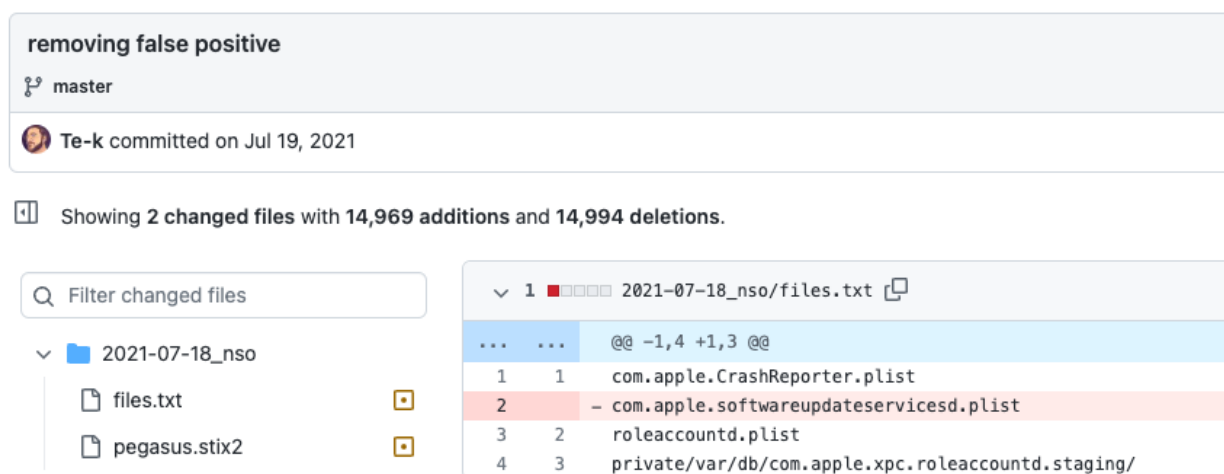 removing false positive
master
Te-k committed on Jul 19, 2021
Showing 2 changed files with 14,969 additions and 14,994 deletions.
Filter changed files
2021-07-18_nso
files.txt
pegasus.stix2
1 2021-07-18_nso/files.txt
... ... @@ -1,4 +1,3 @@
1 1 com.apple.CrashReporter.plist
2 - com.apple.softwareupdateservicesd.plist
3 2 roleaccountd.plist
4 3 private/var/db/com.apple.xpc.roleaccountd.staging/